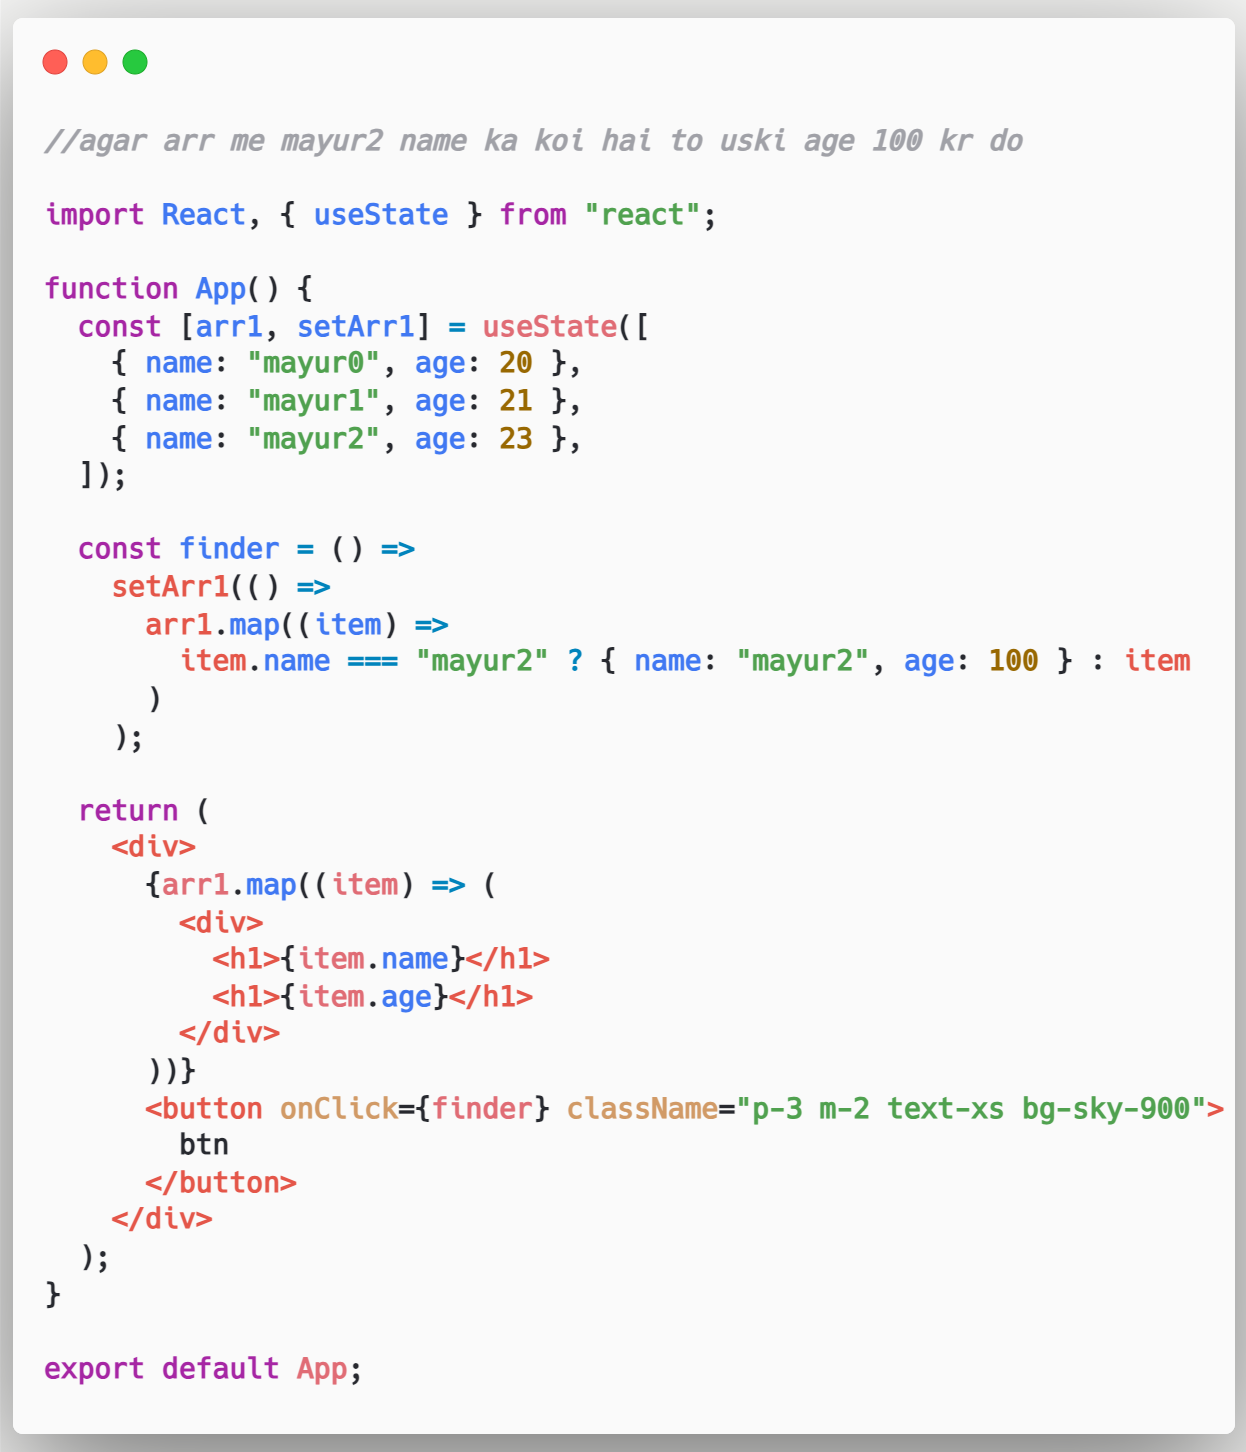 //agar arr me mayur2 name ka koi hai to uski age 100 kr do
import React, { useState } from "react";
function App() {
  const [arr1, setArr1] = useState([
    { name: "mayur0", age: 20 },
    { name: "mayur1", age: 21 },
    { name: "mayur2", age: 23 },
  ]);
  const finder = () =>
    setArr1(() =>
      arr1.map((item) =>
        item.name === "mayur2" ? { name: "mayur2", age: 100 } : item
      )
    );
  return (
    <div>
      {arr1.map((item) => (
        <div>
          <h1>{item.name}</h1>
          <h1>{item.age}</h1>
        </div>
      ))}
      <button onClick={finder} className="p-3 m-2 text-xs bg-sky-900">
        btn
      </button>
    </div>
  );
}
export default App;